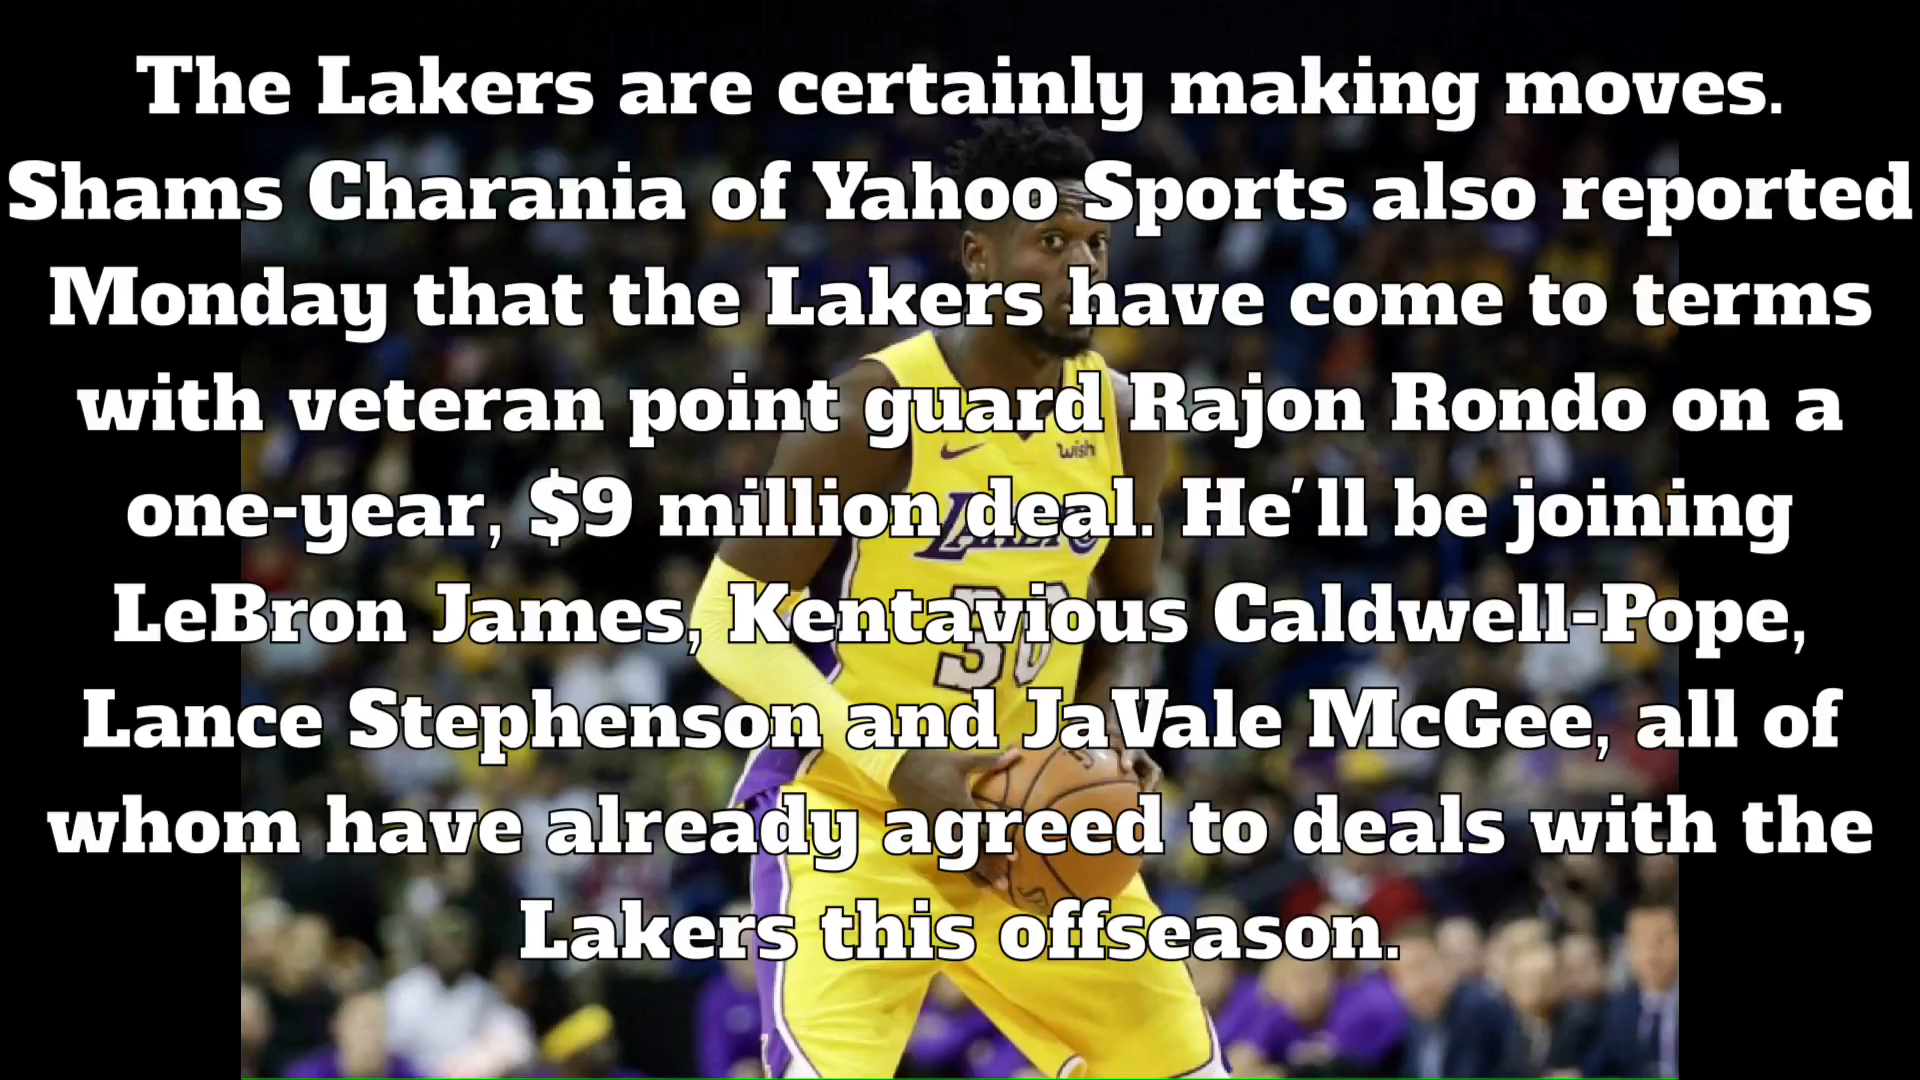 The Lakers are certainly making moves.
Shams Charania of Yahoo Sports also reported
Monday that the Lakers have come to terms
with veteran point guard Rajon Rondo on a
one-year, $9 million deal. He'll be joining
LeBron James, Kentavious Caldwell-Pope,
Lance Stephenson and JaVale McGee, all of
whom have already agreed to deals with the
Lakers this offseason.
wish
30